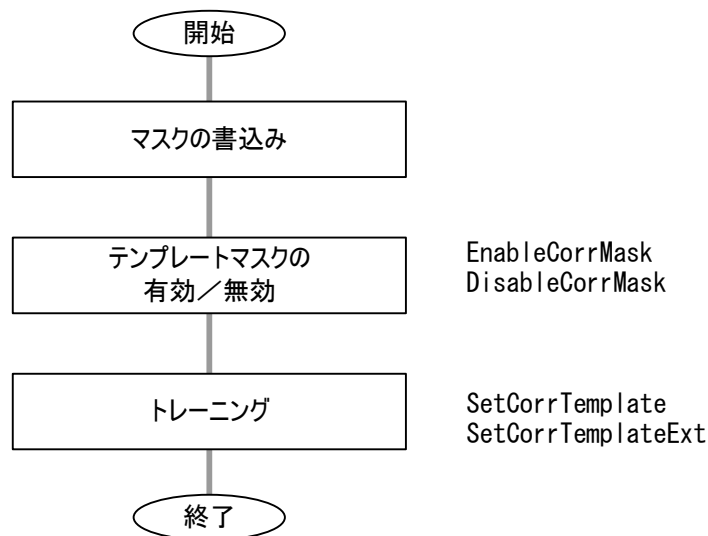 開始
マスクの書込み
テンプレートマスクの
有効／無効
EnableCorrMask
DisableCorrMask
トレーニング
SetCorrTemplate
SetCorrTemplateExt
終了